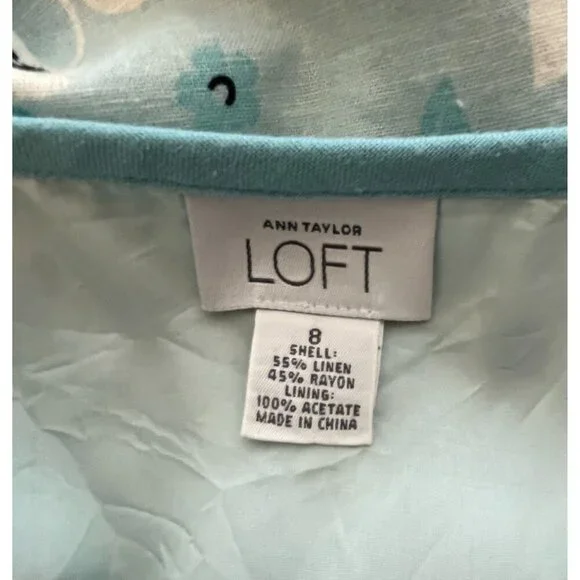 ANN TAYLOR
LOFT
8
SHELL:
55% LINEN
45% RAYON
LINING:
100% ACETATE
MADE IN CHINA